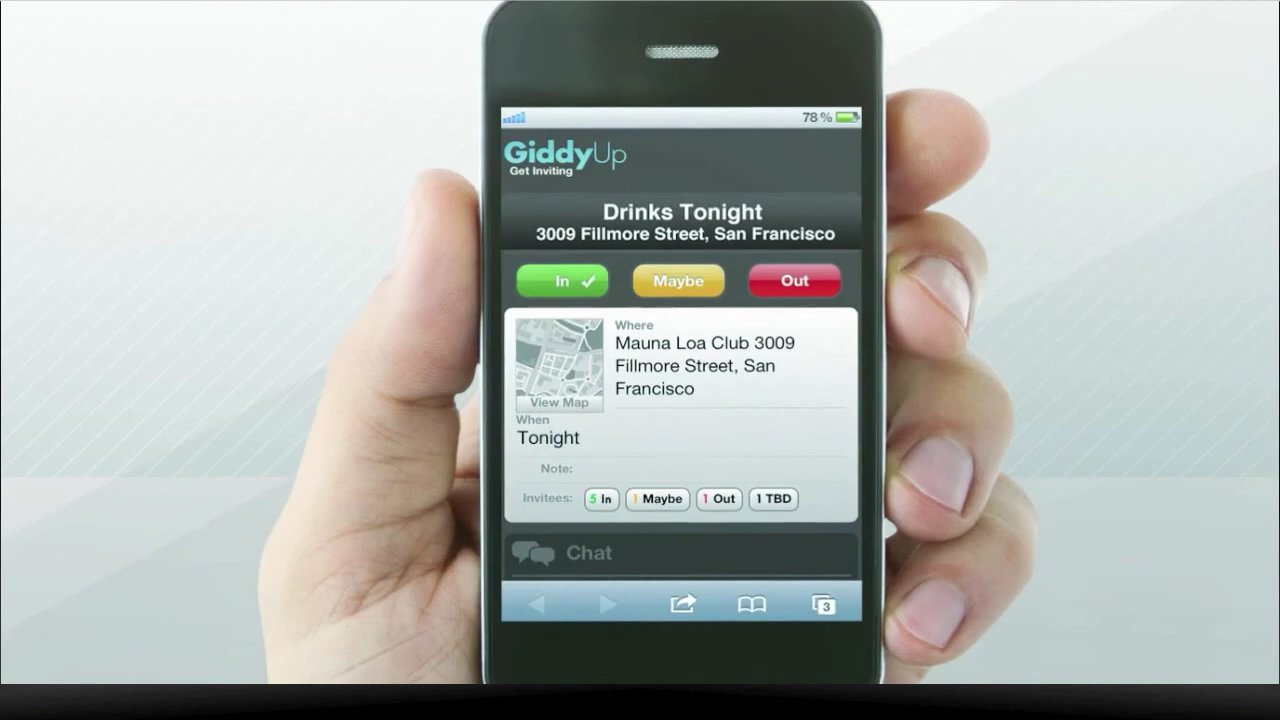 78 %
GiddyUp
Get Inviting
Drinks Tonight
3009 Fillmore Street, San Francisco
In
Maybe
Out
Where
Mauna Loa Club 3009
Fillmore Street, San
Francisco
View Map
When
Tonight
Note:
Invitees: 5 In 1 Maybe 1 Out 1 TBD
Chat
3